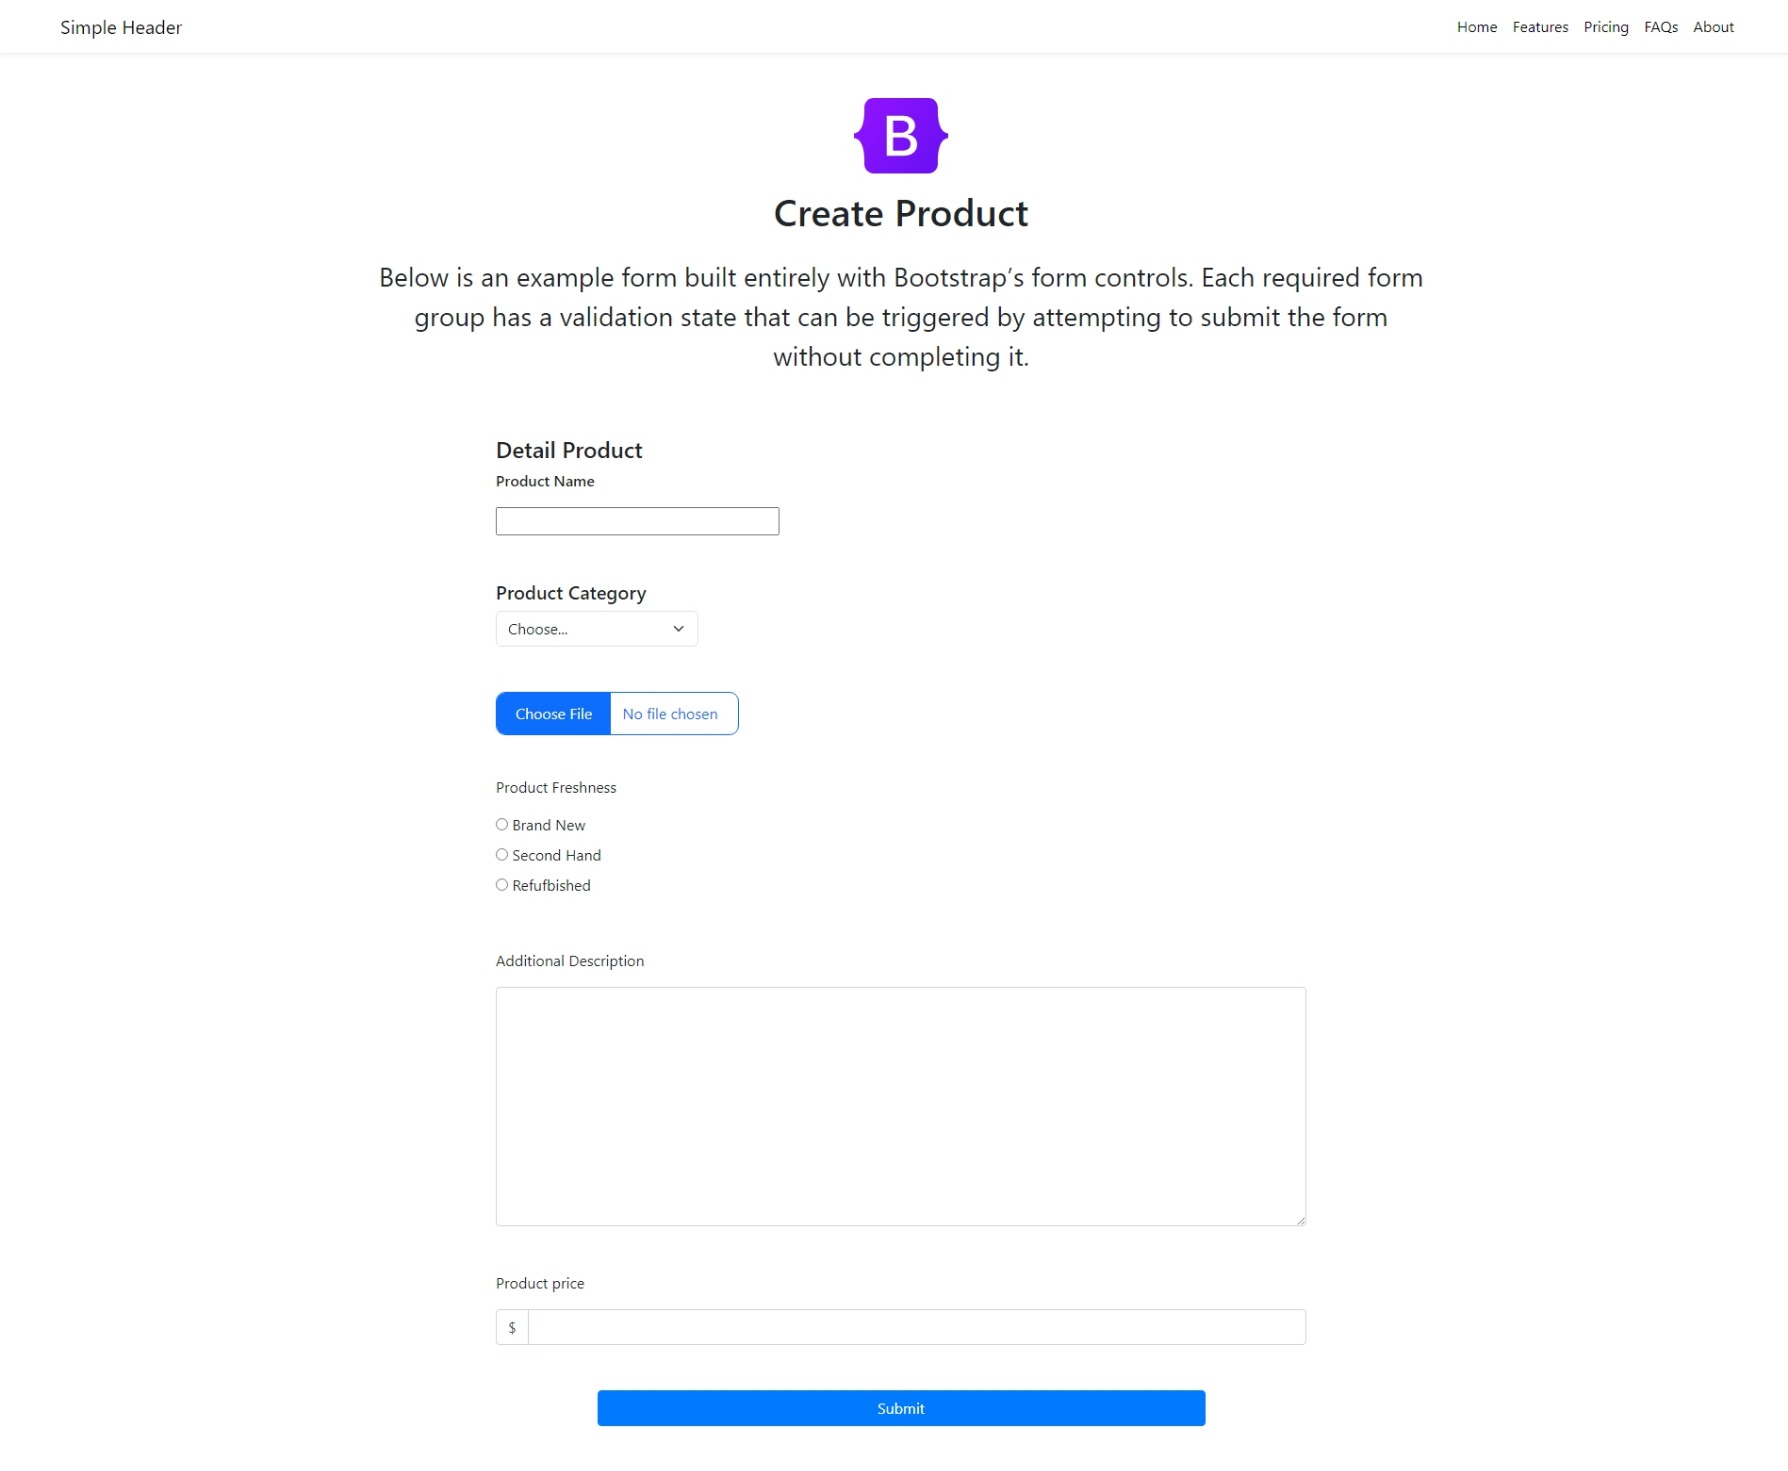 Simple Header
Home Features Pricing FAQs About
B
Create Product
Below is an example form built entirely with Bootstrap’s form controls. Each required form
group has a validation state that can be triggered by attempting to submit the form
without completing it.
Detail Product
Product Name
Product Category
Choose...
Choose File No file chosen
Product Freshness
Brand New
Second Hand
Refufbished
Additional Description
Product price
$
Submit